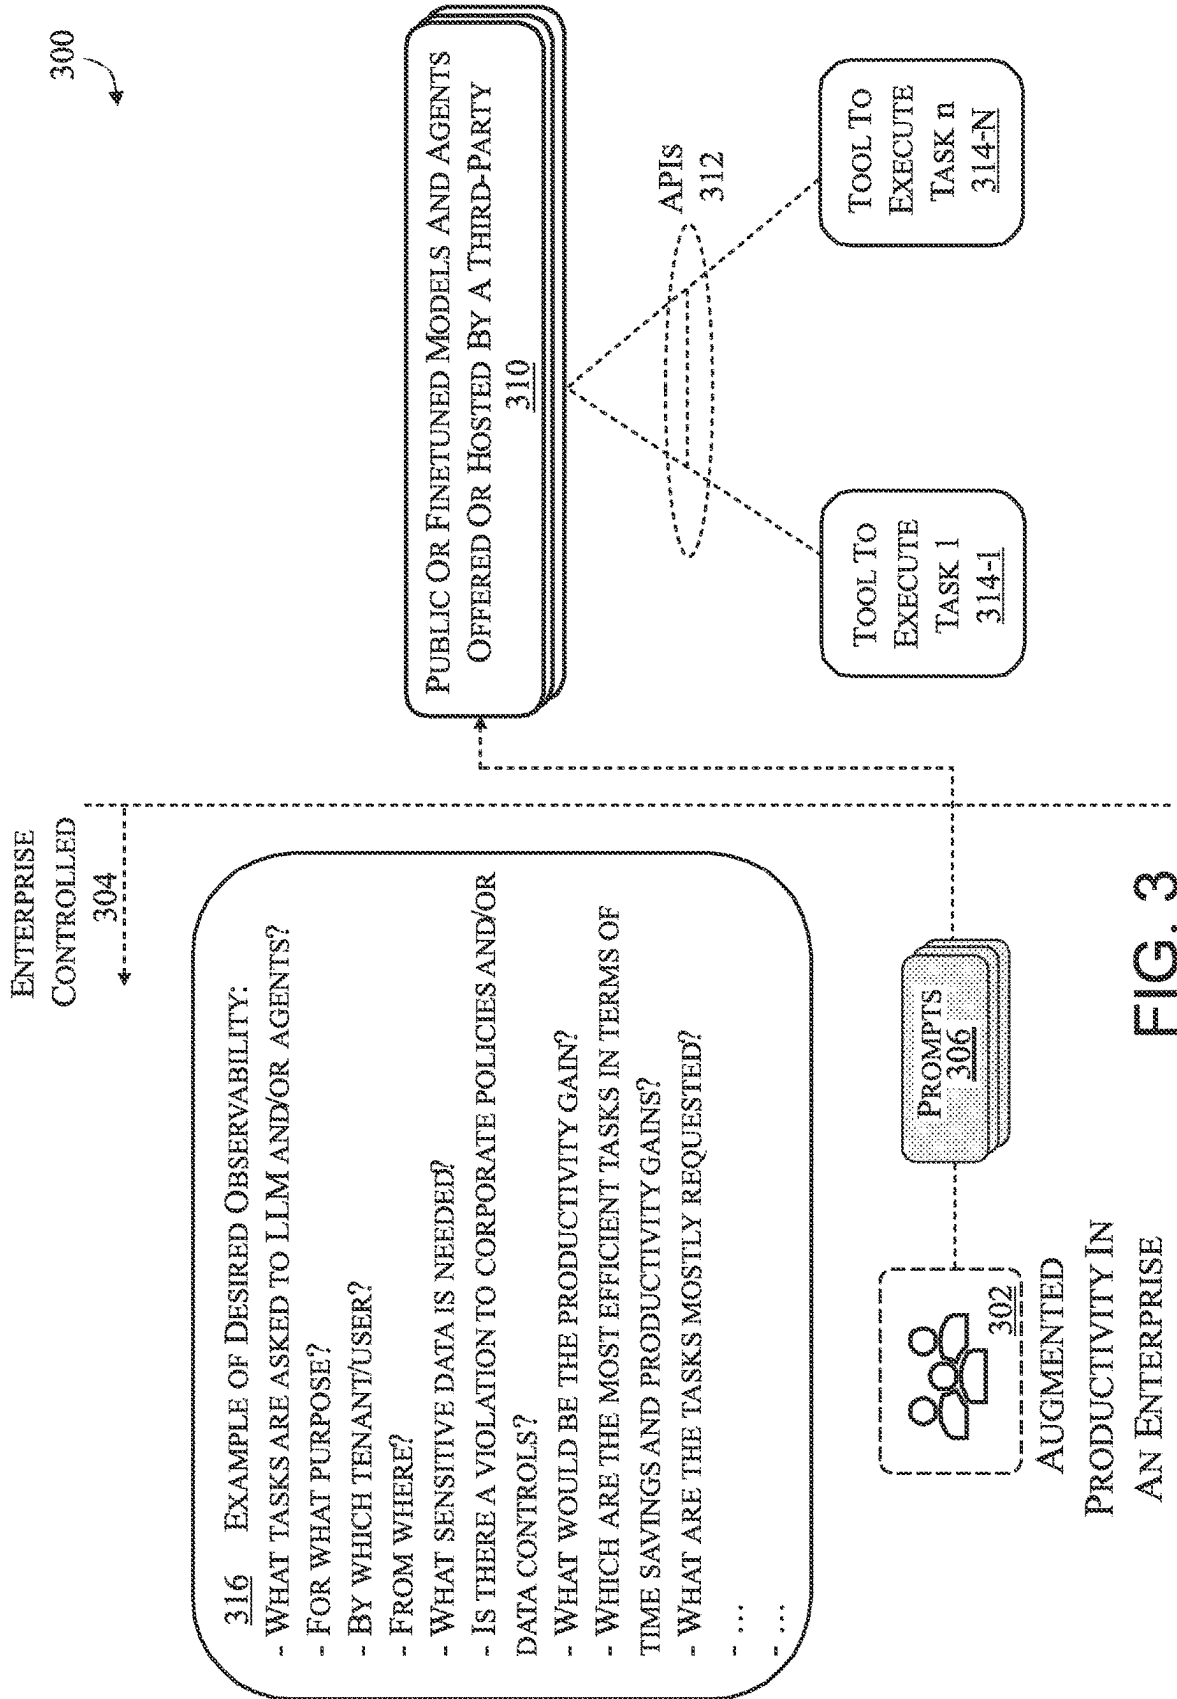 300
ENTERPRISE
CONTROLLED
304
316 EXAMPLE OF DESIRED OBSERVABILITY:
- WHAT TASKS ARE ASKED TO LLM AND/OR AGENTS?
- FOR WHAT PURPOSE?
- BY WHICH TENANT/USER?
- FROM WHERE?
- WHAT SENSITIVE DATA IS NEEDED?
- IS THERE A VIOLATION TO CORPORATE POLICIES AND/OR
DATA CONTROLS?
- WHAT WOULD BE THE PRODUCTIVITY GAIN?
- WHICH ARE THE MOST EFFICIENT TASKS IN TERMS OF
TIME SAVINGS AND PRODUCTIVITY GAINS?
- WHAT ARE THE TASKS MOSTLY REQUESTED?
- ...
- ...
PUBLIC OR FINETUNED MODELS AND AGENTS
OFFERED OR HOSTED BY A THIRD-PARTY
310
APIS
312
TOOL TO
EXECUTE
TASK 1
314-1
TOOL TO
EXECUTE
TASK n
314-N
PROMPTS
306
302
AUGMENTED
PRODUCTIVITY IN
AN ENTERPRISE
FIG. 3